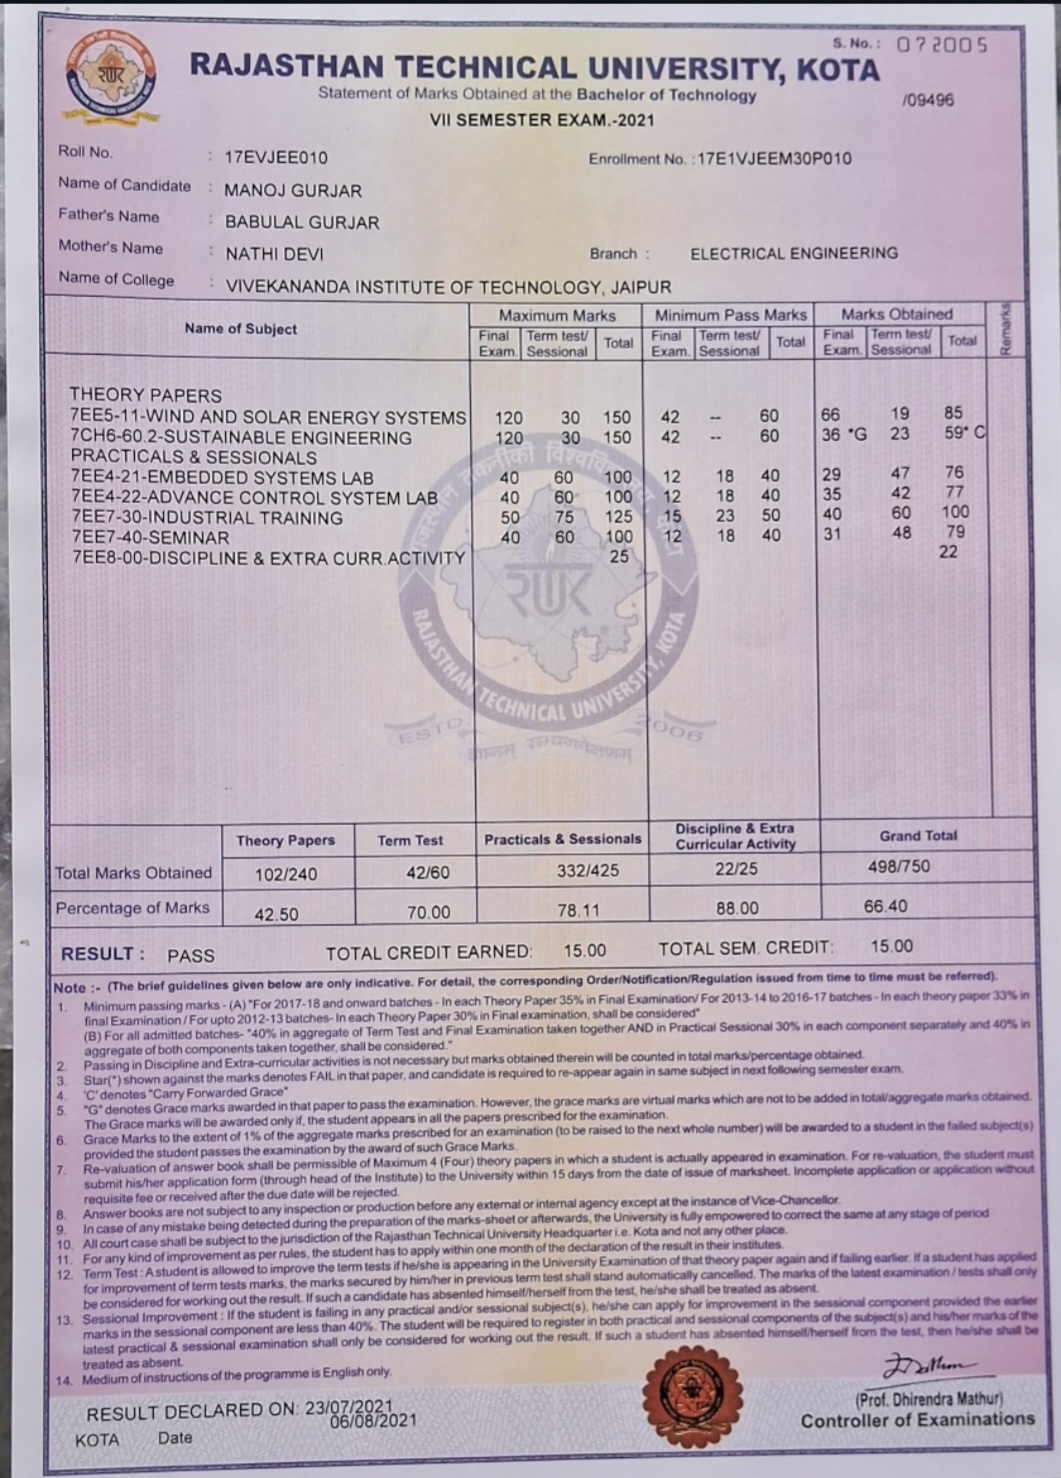 S. No. : 072005
RAJASTHAN TECHNICAL UNIVERSITY, KOTA
Statement of Marks Obtained at the Bachelor of Technology
/09496
VII SEMESTER EXAM.-2021
Roll No. : 17EVJEE010 Enrollment No. : 17E1VJEEM30P010
Name of Candidate : MANOJ GURJAR
Father's Name : BABULAL GURJAR
Mother's Name : NATHI DEVI Branch : ELECTRICAL ENGINEERING
Name of College : VIVEKANANDA INSTITUTE OF TECHNOLOGY, JAIPUR
Name of Subject Maximum Marks Minimum Pass Marks Marks Obtained Remarks
Final Exam. Term test/ Sessional Total Final Exam. Term test/ Sessional Total Final Exam. Term test/ Sessional Total
THEORY PAPERS
7EE5-11-WIND AND SOLAR ENERGY SYSTEMS 120 30 150 42 -- 60 66 19 85
7CH6-60.2-SUSTAINABLE ENGINEERING 120 30 150 42 -- 60 36 *G 23 59* C
PRACTICALS & SESSIONALS
7EE4-21-EMBEDDED SYSTEMS LAB 40 60 100 12 18 40 29 47 76
7EE4-22-ADVANCE CONTROL SYSTEM LAB 40 60 100 12 18 40 35 42 77
7EE7-30-INDUSTRIAL TRAINING 50 75 125 15 23 50 40 60 100
7EE7-40-SEMINAR 40 60 100 12 18 40 31 48 79
7EE8-00-DISCIPLINE & EXTRA CURR.ACTIVITY 25 22
RAJASTHAN TECHNICAL UNIVERSITY, KOTA
ESTD 2006
Theory Papers Term Test Practicals & Sessionals Discipline & Extra Curricular Activity Grand Total
Total Marks Obtained 102/240 42/60 332/425 22/25 498/750
Percentage of Marks 42.50 70.00 78.11 88.00 66.40
RESULT : PASS TOTAL CREDIT EARNED: 15.00 TOTAL SEM. CREDIT: 15.00
Note :- (The brief guidelines given below are only indicative. For detail, the corresponding Order/Notification/Regulation issued from time to time must be referred).
1. Minimum passing marks - (A) "For 2017-18 and onward batches - In each Theory Paper 35% in Final Examination/ For 2013-14 to 2016-17 batches - In each theory paper 33% in
final Examination / For upto 2012-13 batches- In each Theory Paper 30% in Final examination, shall be considered"
(B) For all admitted batches- "40% in aggregate of Term Test and Final Examination taken together AND in Practical Sessional 30% in each component separately and 40% in
aggregate of both components taken together, shall be considered."
2. Passing in Discipline and Extra-curricular activities is not necessary but marks obtained therein will be counted in total marks/percentage obtained.
3. Star(*) shown against the marks denotes FAIL in that paper, and candidate is required to re-appear again in same subject in next following semester exam.
4. 'C' denotes "Carry Forwarded Grace"
5. "G" denotes Grace marks awarded in that paper to pass the examination. However, the grace marks are virtual marks which are not to be added in total/aggregate marks obtained.
The Grace marks will be awarded only if, the student appears in all the papers prescribed for the examination.
6. Grace Marks to the extent of 1% of the aggregate marks prescribed for an examination (to be raised to the next whole number) will be awarded to a student in the failed subject(s)
provided the student passes the examination by the award of such Grace Marks.
7. Re-valuation of answer book shall be permissible of Maximum 4 (Four) theory papers in which a student is actually appeared in examination. For re-valuation, the student must
submit his/her application form (through head of the Institute) to the University within 15 days from the date of issue of marksheet. Incomplete application or application without
requisite fee or received after the due date will be rejected.
8. Answer books are not subject to any inspection or production before any external or internal agency except at the instance of Vice-Chancellor.
9. In case of any mistake being detected during the preparation of the marks-sheet or afterwards, the University is fully empowered to correct the same at any stage of period
10. All court case shall be subject to the jurisdiction of the Rajasthan Technical University Headquarter i.e. Kota and not any other place.
11. For any kind of improvement as per rules, the student has to apply within one month of the declaration of the result in their institutes.
12. Term Test : A student is allowed to improve the term tests if he/she is appearing in the University Examination of that theory paper again and if failing earlier. If a student has applied
for improvement of term tests marks, the marks secured by him/her in previous term test shall stand automatically cancelled. The marks of the latest examination / tests shall only
be considered for working out the result. If such a candidate has absented himself/herself from the test, he/she shall be treated as absent.
13. Sessional Improvement : If the student is failing in any practical and/or sessional subject(s), he/she can apply for improvement in the sessional component provided the earlier
marks in the sessional component are less than 40%. The student will be required to register in both practical and sessional components of the subject(s) and his/her marks of the
latest practical & sessional examination shall only be considered for working out the result. If such a student has absented himself/herself from the test, then he/she shall be
treated as absent.
14. Medium of instructions of the programme is English only.
RESULT DECLARED ON: 23/07/2021
06/08/2021
KOTA Date
(Prof. Dhirendra Mathur)
Controller of Examinations